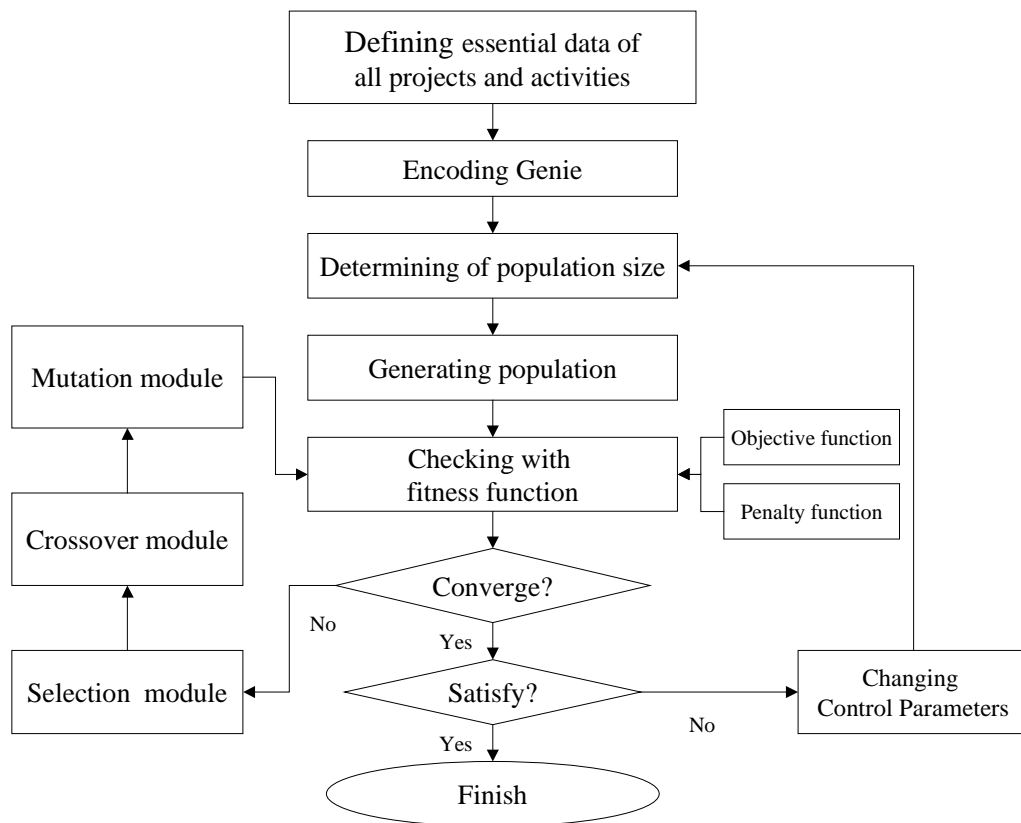 Defining essential data of
all projects and activities
Encoding Genie
Determining of population size
Generating population
Mutation module
Checking with
fitness function
Objective function
Penalty function
Crossover module
Converge?
No
Yes
Selection module
Satisfy?
Changing
Control Parameters
No
Yes
Finish